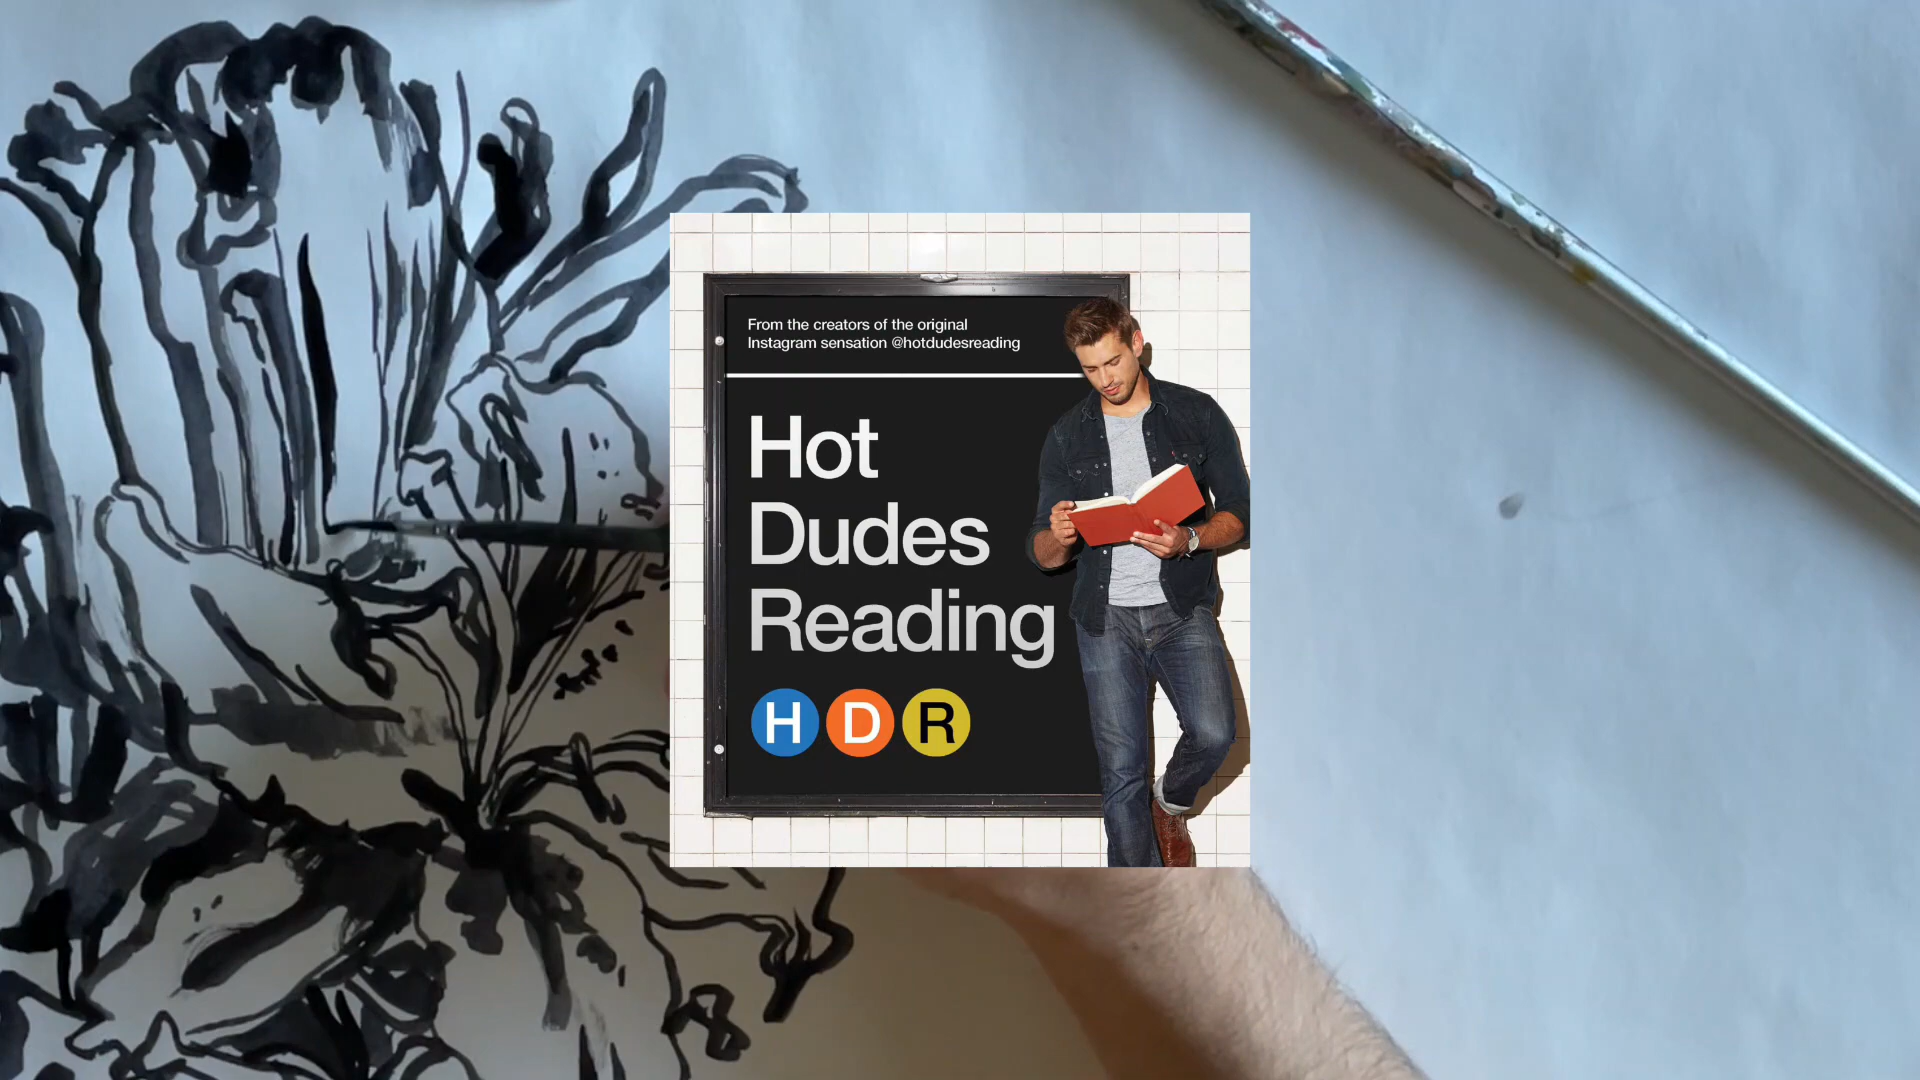 From the creators of the original
Instagram sensation @hotdudesreading
Hot
Dudes
Reading
H D R